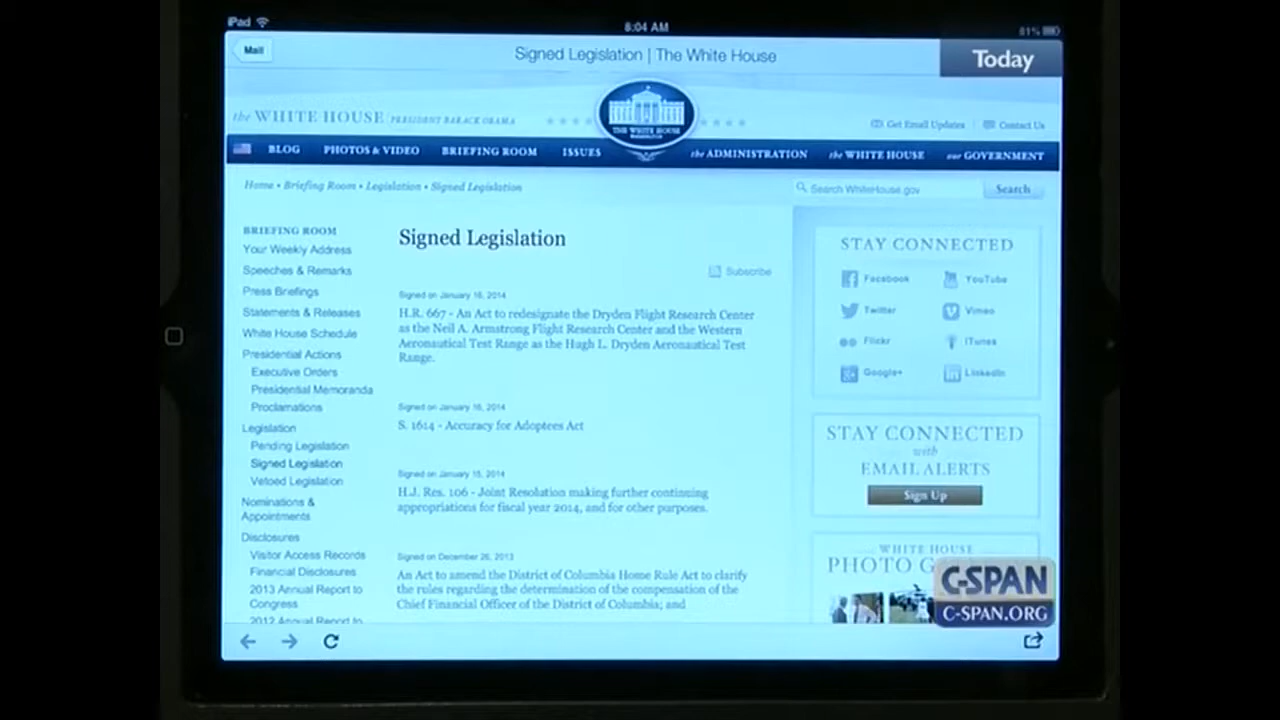 iPad
8:04 AM
81%
Mail
Signed Legislation | The White House
Today
the WHITE HOUSE PRESIDENT BARACK OBAMA
THE WHITE HOUSE
WASHINGTON
Get Email Updates
Contact Us
BLOG
PHOTOS & VIDEO
BRIEFING ROOM
ISSUES
the ADMINISTRATION
the WHITE HOUSE
our GOVERNMENT
Home • Briefing Room • Legislation • Signed Legislation
Search WhiteHouse.gov
Search
BRIEFING ROOM
Your Weekly Address
Speeches & Remarks
Press Briefings
Statements & Releases
White House Schedule
Presidential Actions
Executive Orders
Presidential Memoranda
Proclamations
Legislation
Pending Legislation
Signed Legislation
Vetoed Legislation
Nominations &
Appointments
Disclosures
Visitor Access Records
Financial Disclosures
2013 Annual Report to
Congress
2012 Annual Report to
Signed Legislation
Subscribe
Signed on January 16, 2014
H.R. 667 - An Act to redesignate the Dryden Flight Research Center
as the Neil A. Armstrong Flight Research Center and the Western
Aeronautical Test Range as the Hugh L. Dryden Aeronautical Test
Range.
Signed on January 16, 2014
S. 1614 - Accuracy for Adoptees Act
Signed on January 15, 2014
H.J. Res. 106 - Joint Resolution making further continuing
appropriations for fiscal year 2014, and for other purposes.
Signed on December 26, 2013
An Act to amend the District of Columbia Home Rule Act to clarify
the rules regarding the determination of the compensation of the
Chief Financial Officer of the District of Columbia; and
STAY CONNECTED
Facebook
YouTube
Twitter
Vimeo
Flickr
iTunes
Google+
LinkedIn
STAY CONNECTED
with
EMAIL ALERTS
Sign Up
WHITE HOUSE
PHOTO G
C-SPAN
C-SPAN.ORG